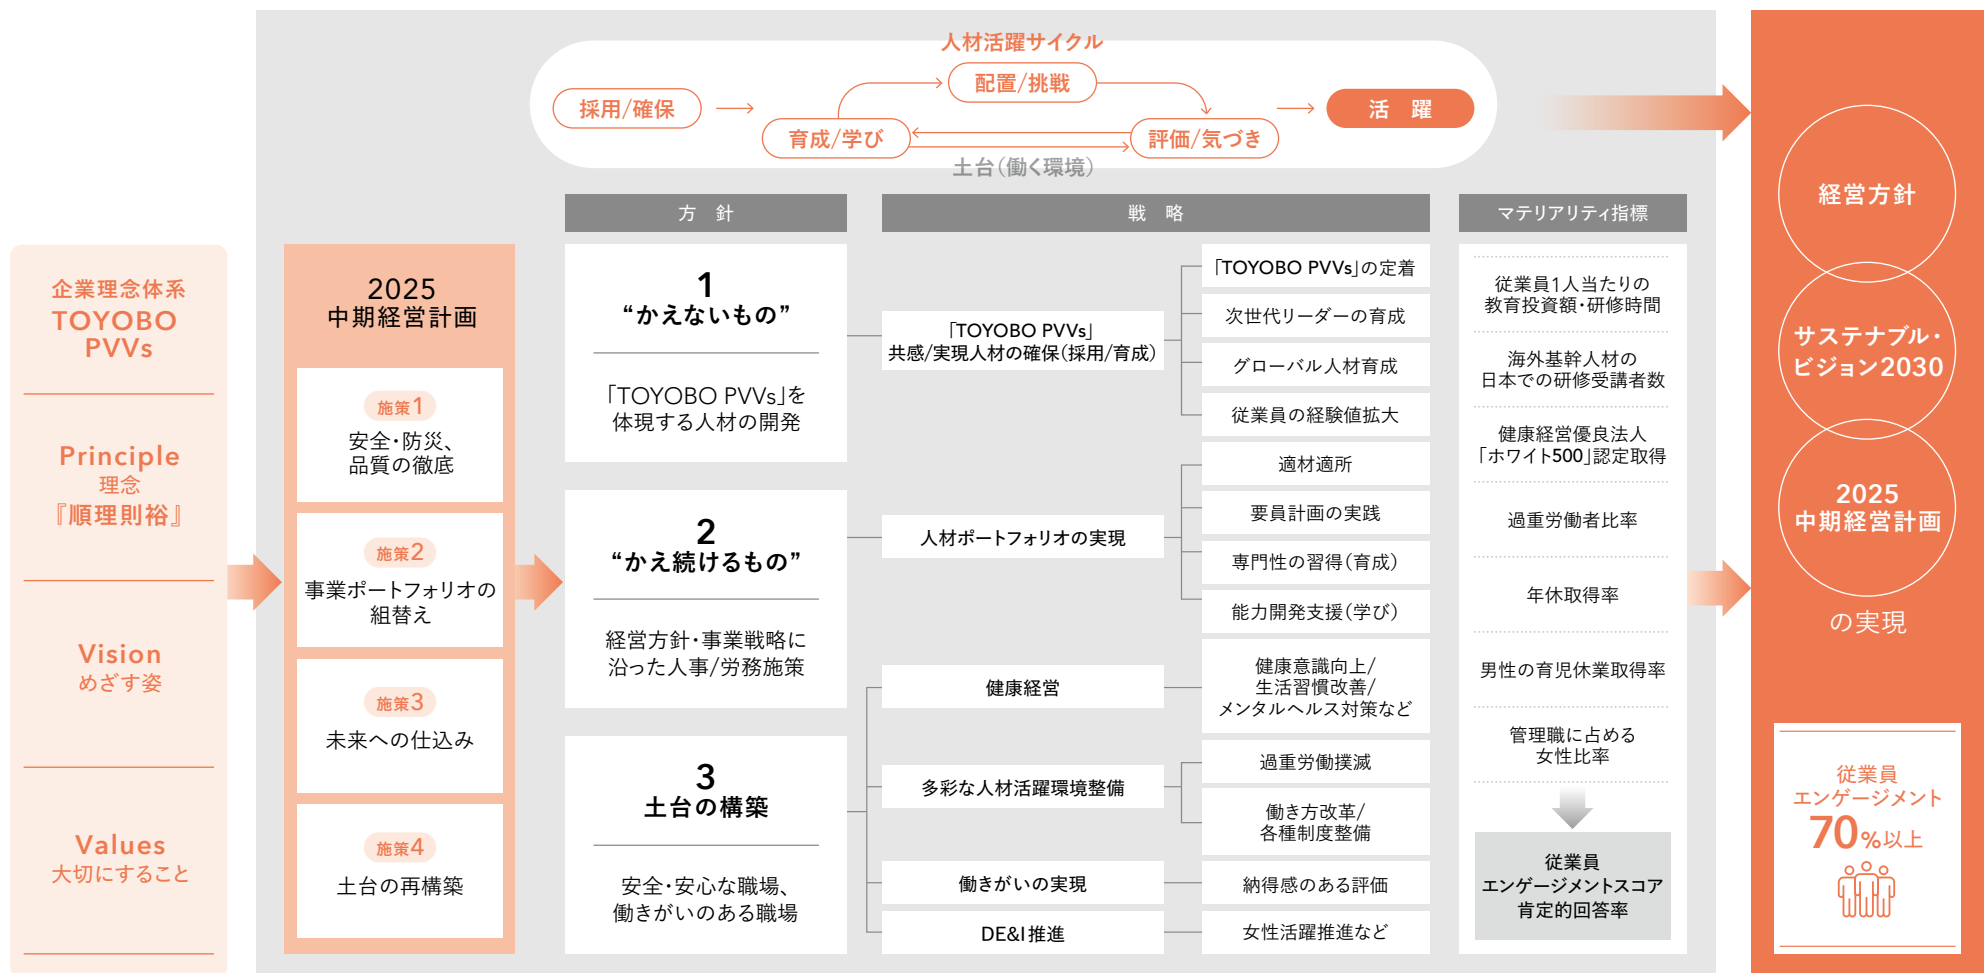 人材活躍サイクル
採用/確保
育成/学び
配置/挑戦
評価/気づき
活　躍
土台(働く環境)
企業理念体系
TOYOBO
PVVs
Principle
理念
『順理則裕』
Vision
めざす姿
Values
大切にすること
2025
中期経営計画
施策1
安全・防災、
品質の徹底
施策2
事業ポートフォリオの
組替え
施策3
未来への仕込み
施策4
土台の再構築
方　針
1
“かえないもの”
「TOYOBO PVVs」を
体現する人材の開発
2
“かえ続けるもの”
経営方針・事業戦略に
沿った人事/労務施策
3
土台の構築
安全・安心な職場、
働きがいのある職場
戦　略
「TOYOBO PVVs」
共感/実現人材の確保(採用/育成)
「TOYOBO PVVs」の定着
次世代リーダーの育成
グローバル人材育成
従業員の経験値拡大
人材ポートフォリオの実現
適材適所
要員計画の実践
専門性の習得(育成)
能力開発支援(学び)
健康経営
健康意識向上/
生活習慣改善/
メンタルヘルス対策など
多彩な人材活躍環境整備
過重労働撲滅
働き方改革/
各種制度整備
働きがいの実現
納得感のある評価
DE&I推進
女性活躍推進など
マテリアリティ指標
従業員1人当たりの
教育投資額・研修時間
海外基幹人材の
日本での研修受講者数
健康経営優良法人
「ホワイト500」認定取得
過重労働者比率
年休取得率
男性の育児休業取得率
管理職に占める
女性比率
従業員
エンゲージメントスコア
肯定的回答率
経営方針
サステナブル・
ビジョン2030
2025
中期経営計画
の実現
従業員
エンゲージメント
70%以上